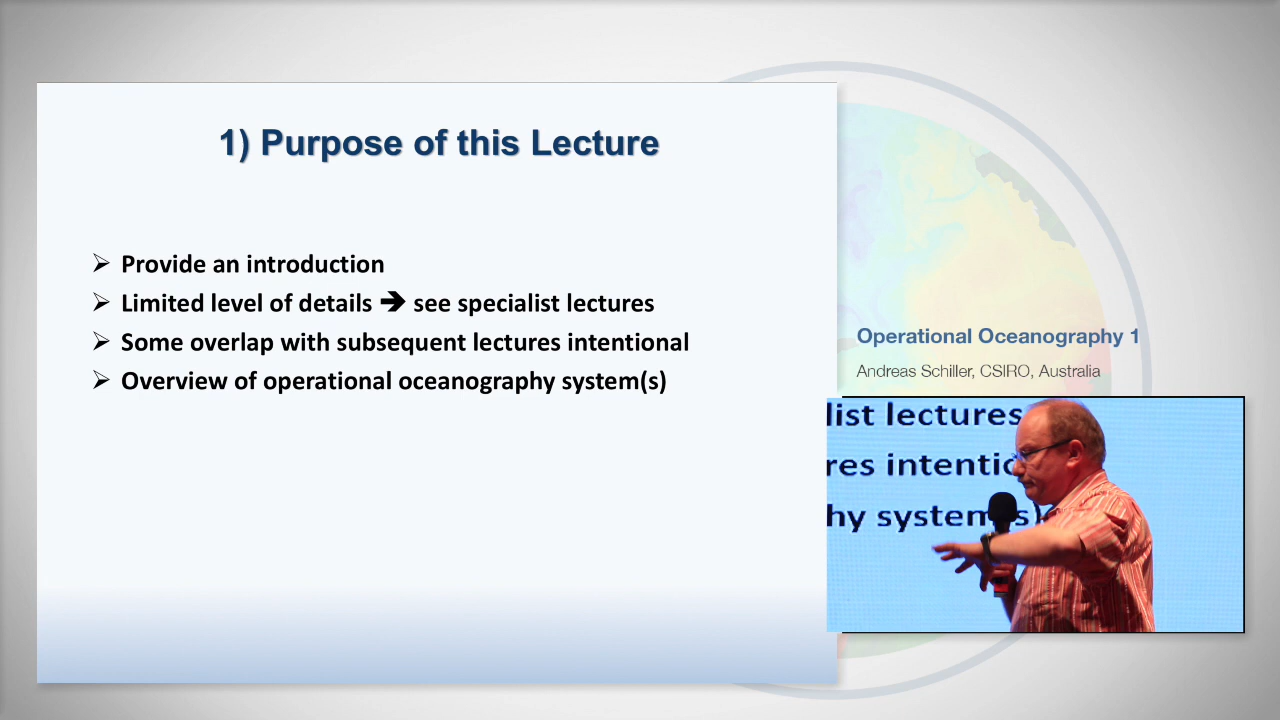 1) Purpose of this Lecture
Provide an introduction
Limited level of details ➔ see specialist lectures
Some overlap with subsequent lectures intentional
Overview of operational oceanography system(s)
Operational Oceanography 1
Andreas Schiller, CSIRO, Australia
list lectures
res intentio
hy system(s)